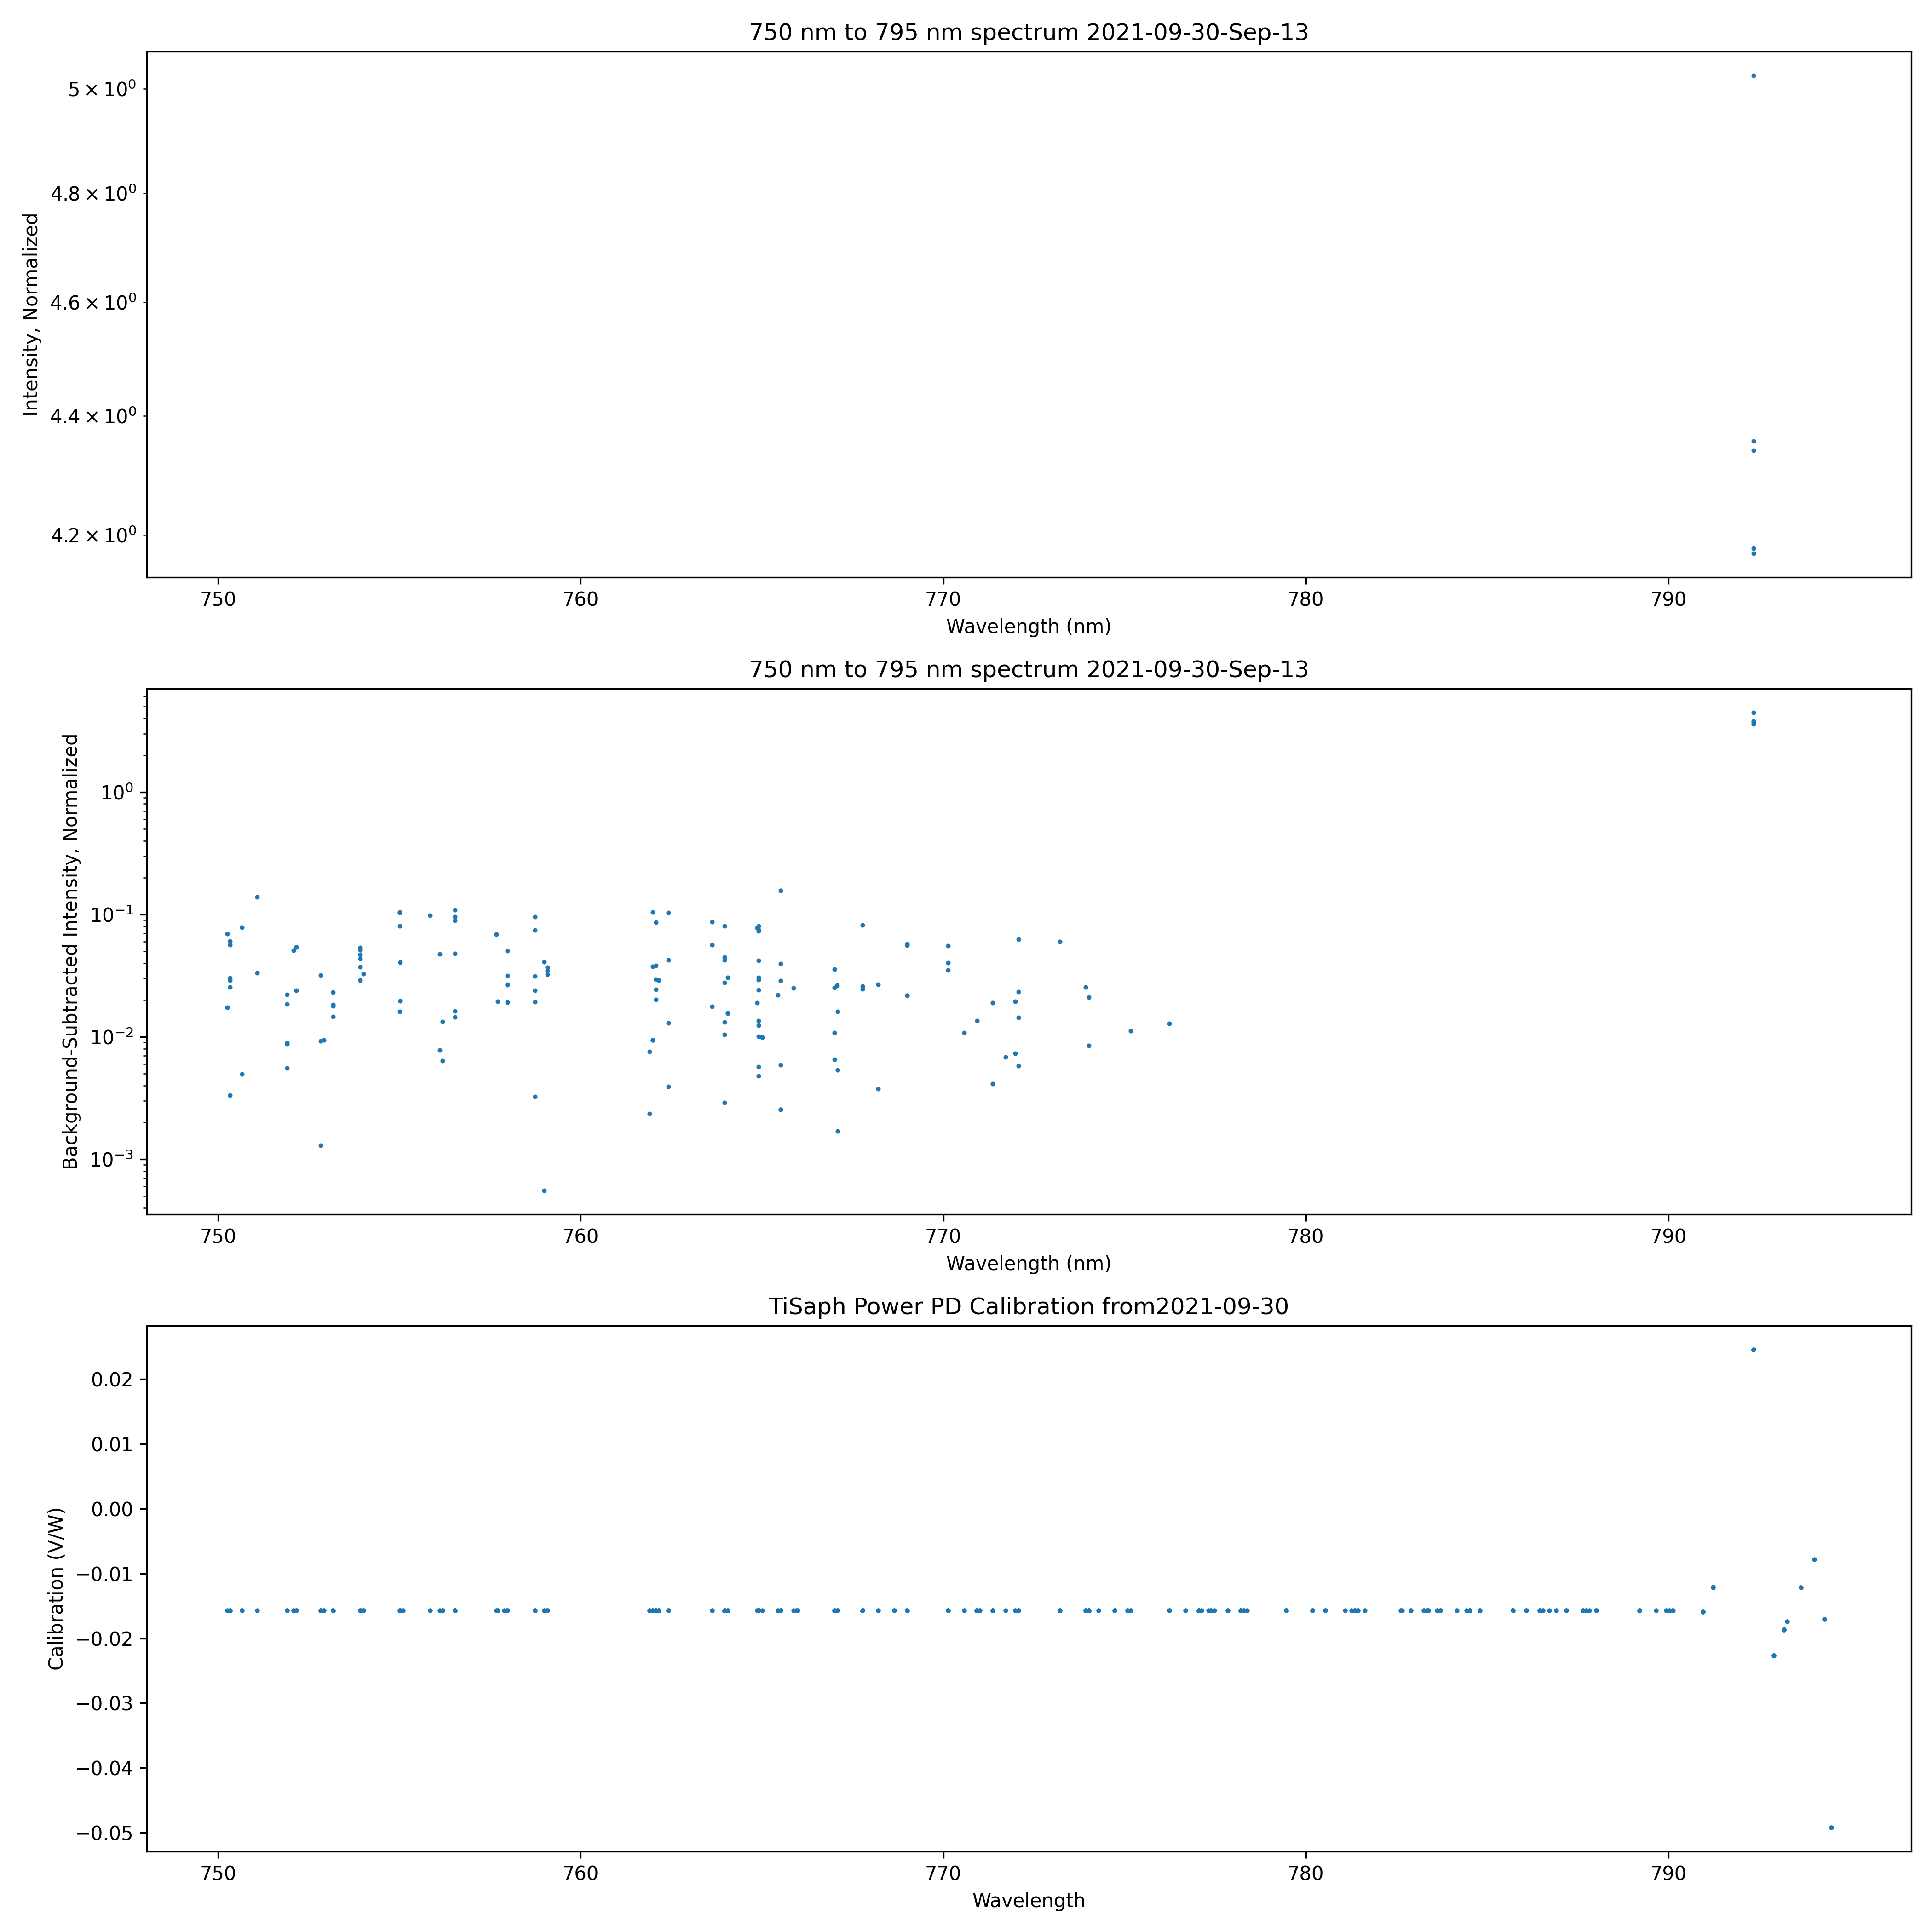 750 nm to 795 nm spectrum 2021-09-30-Sep-13
Intensity, Normalized
5 × 10⁰
4.8 × 10⁰
4.6 × 10⁰
4.4 × 10⁰
4.2 × 10⁰
750 760 770 780 790
Wavelength (nm)
750 nm to 795 nm spectrum 2021-09-30-Sep-13
Background-Subtracted Intensity, Normalized
10⁰
10⁻¹
10⁻²
10⁻³
750 760 770 780 790
Wavelength (nm)
TiSaph Power PD Calibration from2021-09-30
Calibration (V/W)
0.02
0.01
0.00
−0.01
−0.02
−0.03
−0.04
−0.05
750 760 770 780 790
Wavelength